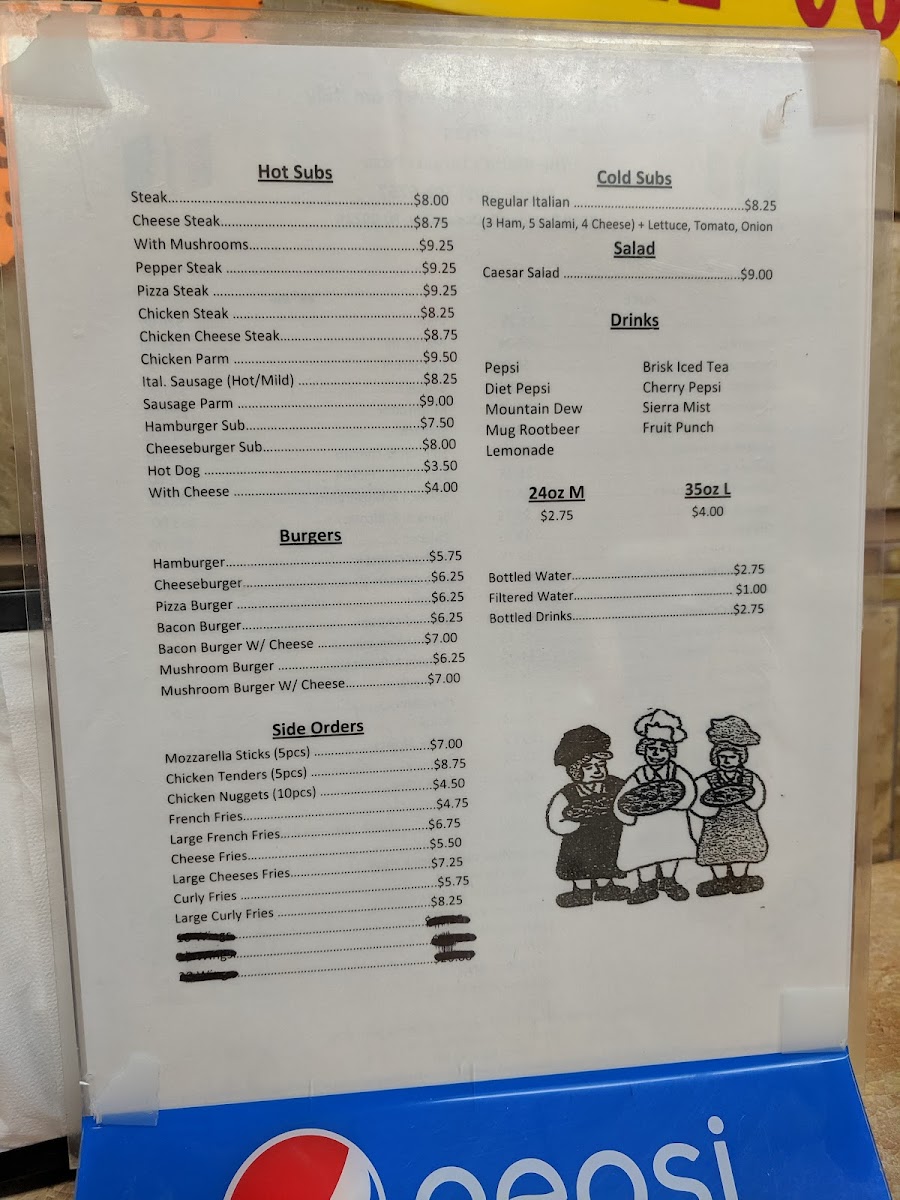 Hot Subs
Steak $8.00
Cheese Steak $8.75
With Mushrooms $9.25
Pepper Steak $9.25
Pizza Steak $9.25
Chicken Steak $8.25
Chicken Cheese Steak $8.75
Chicken Parm $9.50
Ital. Sausage (Hot/Mild) $8.25
Sausage Parm $9.00
Hamburger Sub $7.50
Cheeseburger Sub $8.00
Hot Dog $3.50
With Cheese $4.00
Burgers
Hamburger $5.75
Cheeseburger $6.25
Pizza Burger $6.25
Bacon Burger $6.25
Bacon Burger W/ Cheese $7.00
Mushroom Burger $6.25
Mushroom Burger W/ Cheese $7.00
Side Orders
Mozzarella Sticks (5pcs) $7.00
Chicken Tenders (5pcs) $8.75
Chicken Nuggets (10pcs) $4.50
French Fries $4.75
Large French Fries $6.75
Cheese Fries $5.50
Large Cheeses Fries $7.25
Curly Fries $5.75
Large Curly Fries $8.25
Cold Subs
Regular Italian $8.25
(3 Ham, 5 Salami, 4 Cheese) + Lettuce, Tomato, Onion
Salad
Caesar Salad $9.00
Drinks
Pepsi Brisk Iced Tea
Diet Pepsi Cherry Pepsi
Mountain Dew Sierra Mist
Mug Rootbeer Fruit Punch
Lemonade
24oz M 35oz L
$2.75 $4.00
Bottled Water $2.75
Filtered Water $1.00
Bottled Drinks $2.75
pepsi